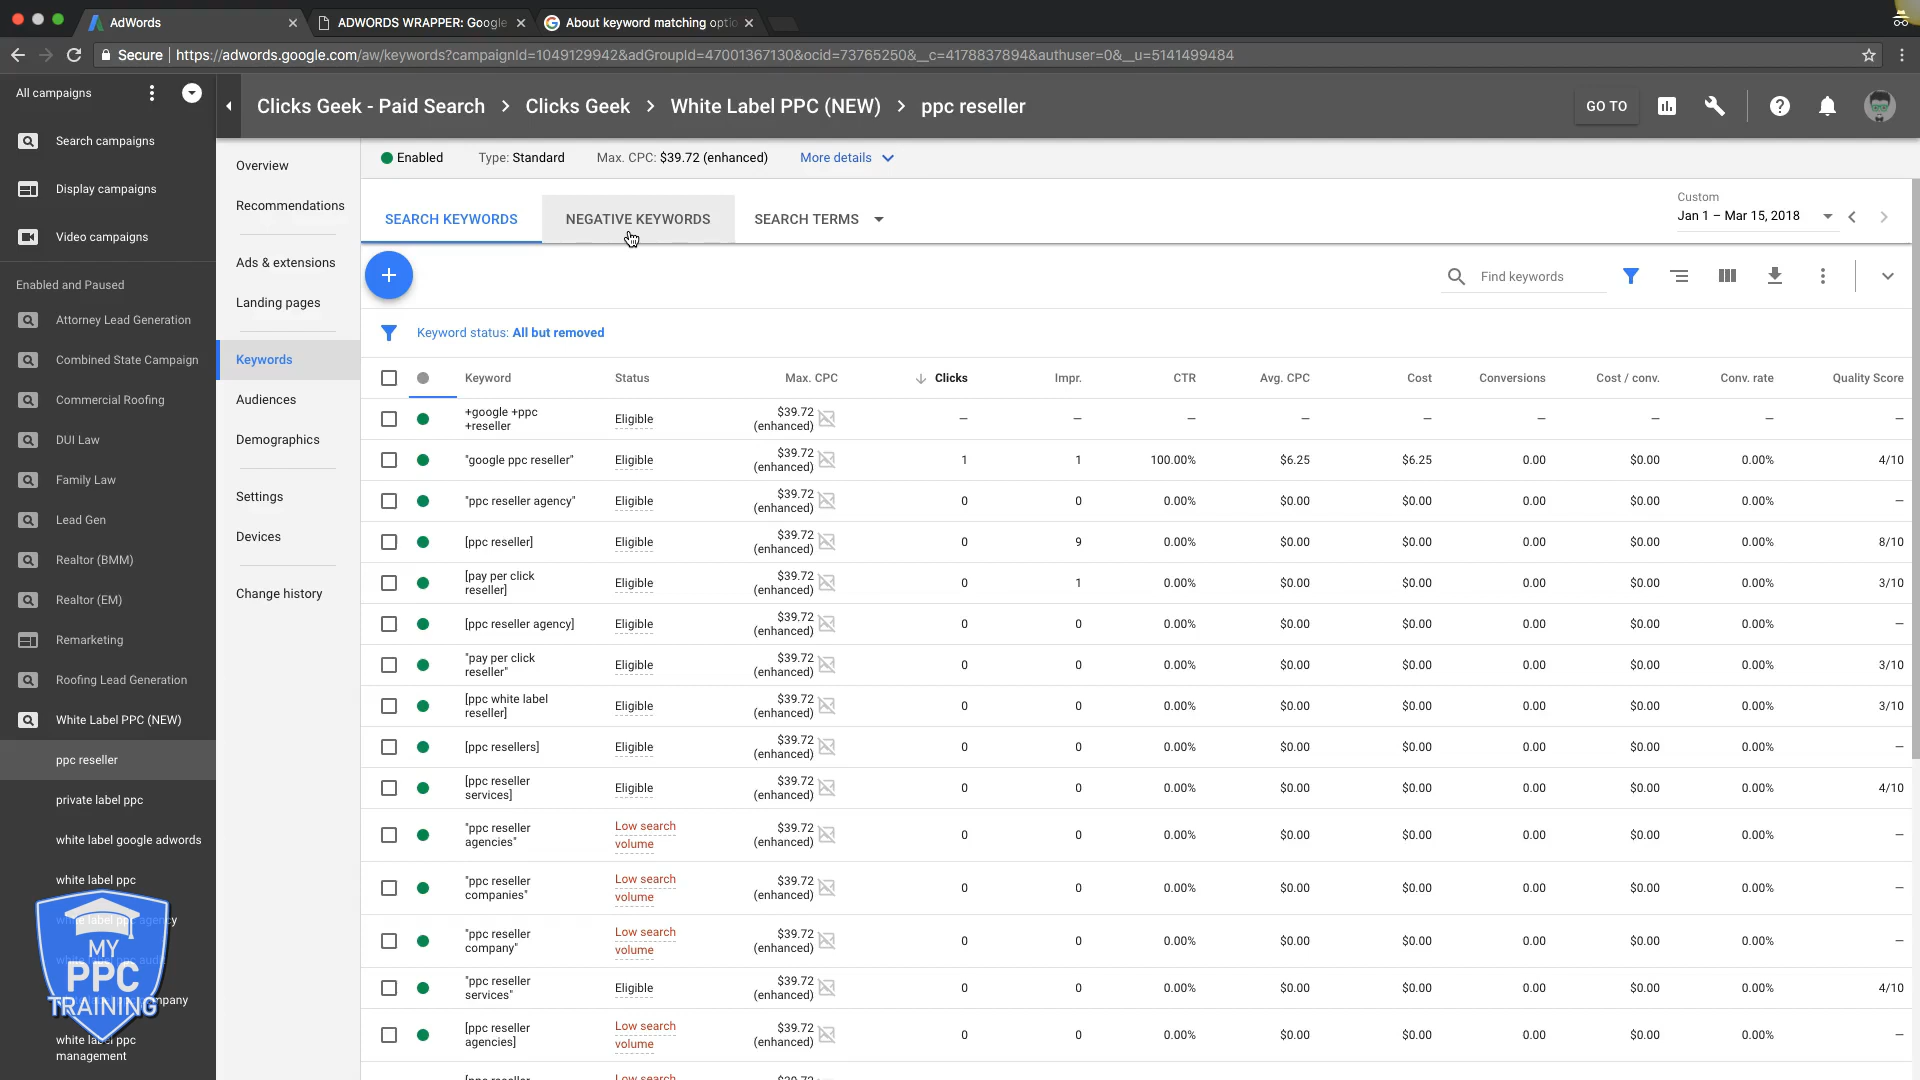 AdWords
ADWORDS WRAPPER: Google
About keyword matching optio
Secure
https://adwords.google.com/aw/keywords?campaignId=1049129942&adGroupId=47001367130&ocid=73765250&__c=4178837894&authuser=0&__u=5141499484
All campaigns
Clicks Geek - Paid Search > Clicks Geek > White Label PPC (NEW) > ppc reseller
GO TO
Search campaigns
Display campaigns
Video campaigns
Enabled and Paused
Attorney Lead Generation
Combined State Campaign
Commercial Roofing
DUI Law
Family Law
Lead Gen
Realtor (BMM)
Realtor (EM)
Remarketing
Roofing Lead Generation
White Label PPC (NEW)
ppc reseller
private label ppc
white label google adwords
white label ppc
white label ppc agency
mpany
white label ppc
management
MY
PPC
TRAINING
Overview
Recommendations
Ads & extensions
Landing pages
Keywords
Audiences
Demographics
Settings
Devices
Change history
Enabled Type: Standard Max. CPC: $39.72 (enhanced) More details
SEARCH KEYWORDS NEGATIVE KEYWORDS SEARCH TERMS
Custom
Jan 1 – Mar 15, 2018
Find keywords
Keyword status: All but removed
Keyword Status Max. CPC Clicks Impr. CTR Avg. CPC Cost Conversions Cost / conv. Conv. rate Quality Score
+google +ppc
+reseller
Eligible $39.72
(enhanced)
– – – – – – – – –
"google ppc reseller" Eligible $39.72
(enhanced)
1 1 100.00% $6.25 $6.25 0.00 $0.00 0.00% 4/10
"ppc reseller agency" Eligible $39.72
(enhanced)
0 0 0.00% $0.00 $0.00 0.00 $0.00 0.00% –
[ppc reseller] Eligible $39.72
(enhanced)
0 9 0.00% $0.00 $0.00 0.00 $0.00 0.00% 8/10
[pay per click
reseller]
Eligible $39.72
(enhanced)
0 1 0.00% $0.00 $0.00 0.00 $0.00 0.00% 3/10
[ppc reseller agency] Eligible $39.72
(enhanced)
0 0 0.00% $0.00 $0.00 0.00 $0.00 0.00% –
"pay per click
reseller"
Eligible $39.72
(enhanced)
0 0 0.00% $0.00 $0.00 0.00 $0.00 0.00% 3/10
[ppc white label
reseller]
Eligible $39.72
(enhanced)
0 0 0.00% $0.00 $0.00 0.00 $0.00 0.00% 3/10
[ppc resellers] Eligible $39.72
(enhanced)
0 0 0.00% $0.00 $0.00 0.00 $0.00 0.00% –
[ppc reseller
services]
Eligible $39.72
(enhanced)
0 0 0.00% $0.00 $0.00 0.00 $0.00 0.00% 4/10
"ppc reseller
agencies"
Low search
volume
$39.72
(enhanced)
0 0 0.00% $0.00 $0.00 0.00 $0.00 0.00% –
"ppc reseller
companies"
Low search
volume
$39.72
(enhanced)
0 0 0.00% $0.00 $0.00 0.00 $0.00 0.00% –
"ppc reseller
company"
Low search
volume
$39.72
(enhanced)
0 0 0.00% $0.00 $0.00 0.00 $0.00 0.00% –
"ppc reseller
services"
Eligible $39.72
(enhanced)
0 0 0.00% $0.00 $0.00 0.00 $0.00 0.00% 4/10
[ppc reseller
agencies]
Low search
volume
$39.72
(enhanced)
0 0 0.00% $0.00 $0.00 0.00 $0.00 0.00% –
[ppc reseller Low search $39.72